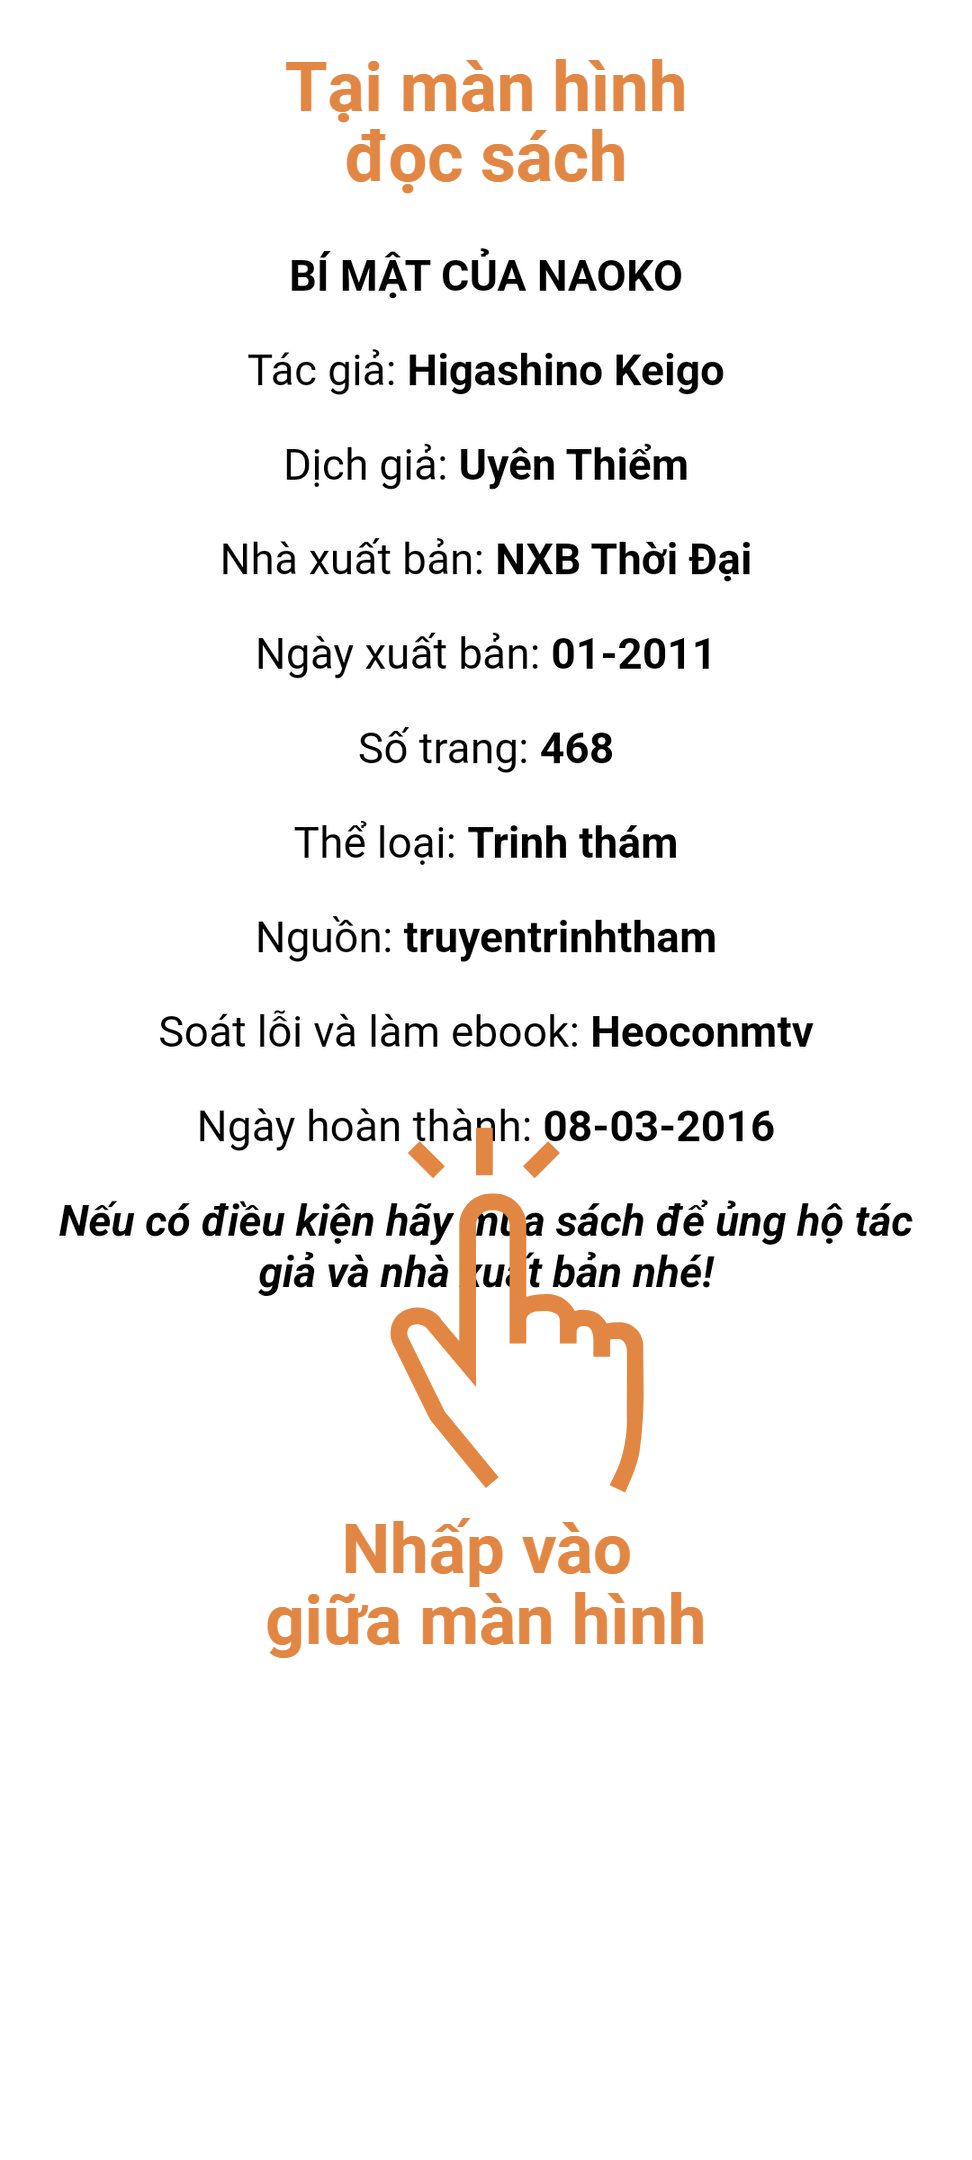 Tại màn hình
đọc sách
BÍ MẬT CỦA NAOKO
Tác giả: Higashino Keigo
Dịch giả: Uyên Thiểm
Nhà xuất bản: NXB Thời Đại
Ngày xuất bản: 01-2011
Số trang: 468
Thể loại: Trinh thám
Nguồn: truyentrinhtham
Soát lỗi và làm ebook: Heoconmtv
Ngày hoàn thành: 08-03-2016
Nếu có điều kiện hãy mua sách để ủng hộ tác
giả và nhà xuất bản nhé!
Nhấp vào
giữa màn hình